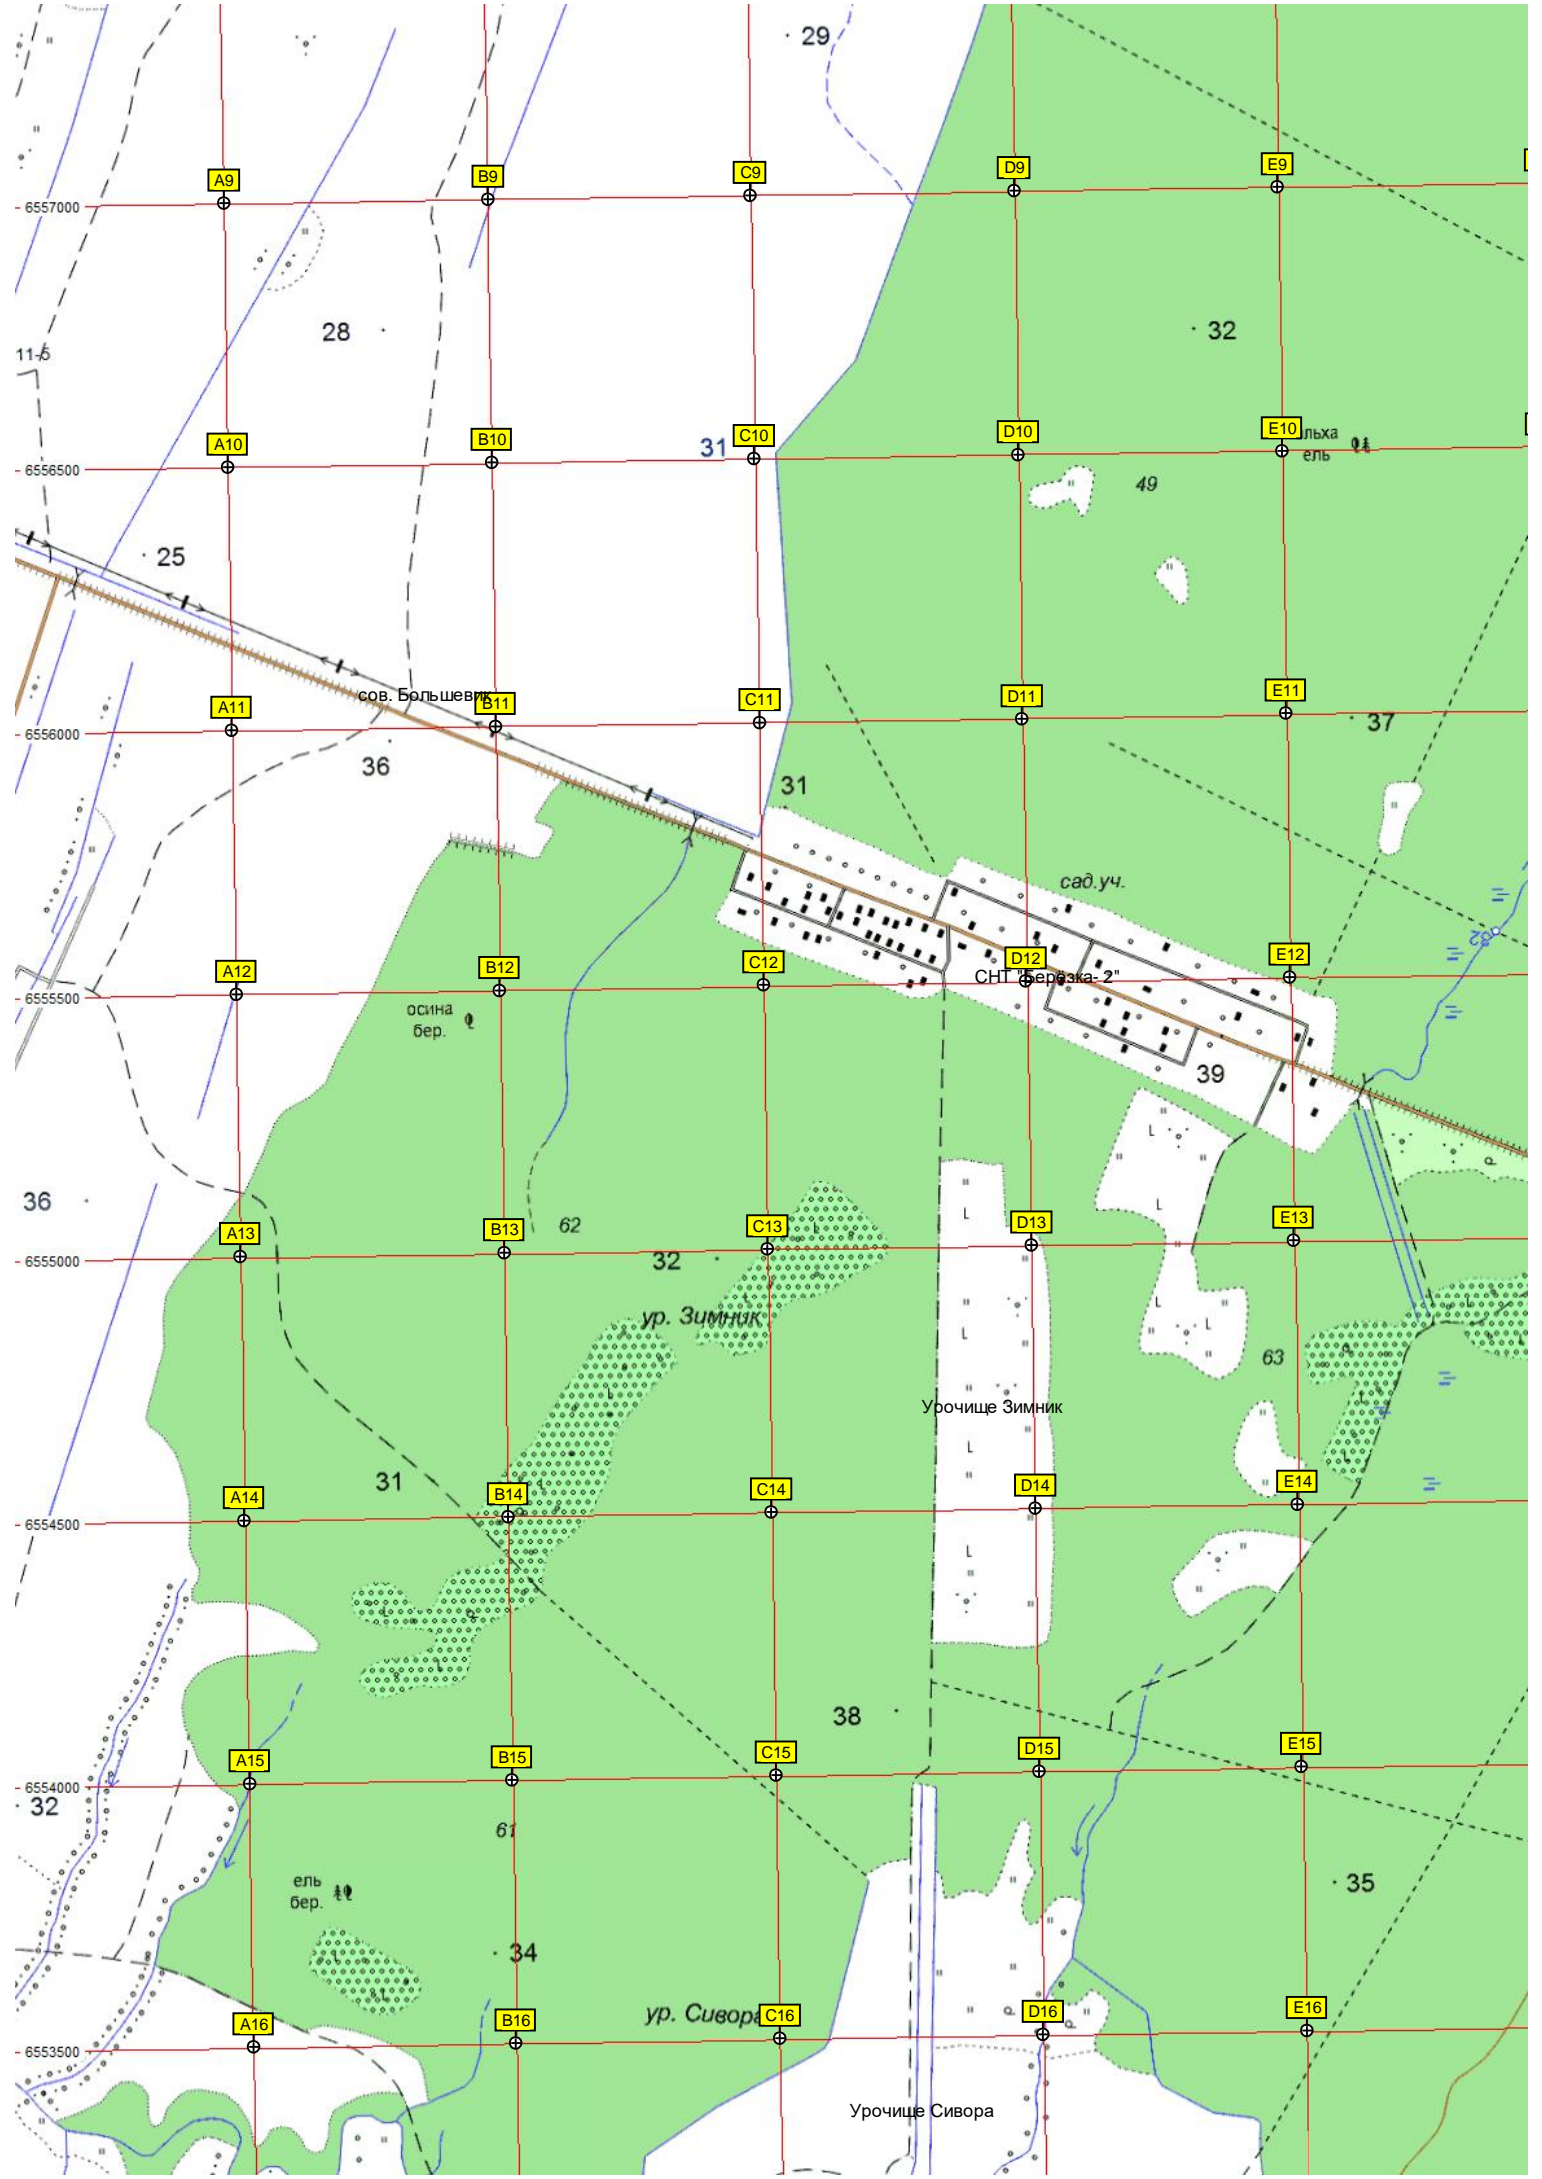 29
A9
B9
C9
D9
E9
6557000
28
32
11-5
A10
B10
31
C10
D10
E10
льха
ель
6556500
49
25
сов. Большевик
A11
B11
C11
D11
E11
6556000
37
36
31
сад.уч.
32
A12
B12
C12
D12
E12
СНТ "Берёзка- 2"
6555500
осина
бер.
39
36
A13
B13
62
C13
D13
E13
6555000
32
ур. Зимник
63
Урочище Зимник
31
A14
B14
C14
D14
E14
6554500
38
A15
B15
C15
D15
E15
6554000
32
61
ель
бер.
35
34
ур. Сивора
A16
B16
C16
D16
E16
6553500
Урочище Сивора